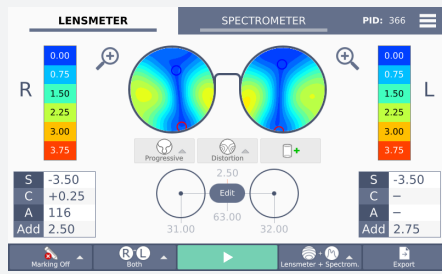 LENSMETER
SPECTROMETER
PID: 366
R
0.00
0.75
1.50
2.25
3.00
3.75
0.00
0.75
1.50
2.25
3.00
3.75
L
Progressive
Distortion
S -3.50
C +0.25
A 116
Add 2.50
2.50
Edit
63.00
31.00
32.00
S -3.50
C –
A –
Add 2.75
Marking Off
R L
Both
M
Lensmeter + Spectrom.
Export